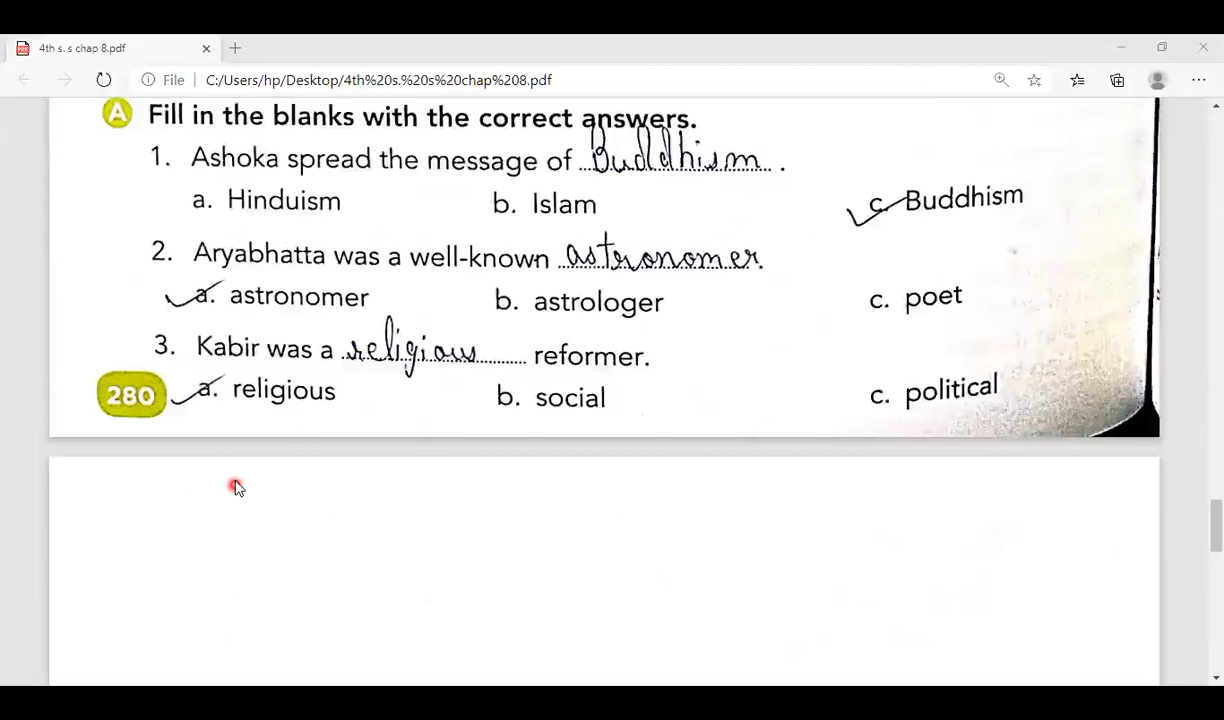 4th s. s chap 8.pdf
File C:/Users/hp/Desktop/4th%20s.%20s%20chap%208.pdf
A Fill in the blanks with the correct answers.
1. Ashoka spread the message of Buddhism .
a. Hinduism b. Islam c. Buddhism
2. Aryabhatta was a well-known astronomer.
a. astronomer b. astrologer c. poet
3. Kabir was a religious reformer.
280 a. religious b. social c. political